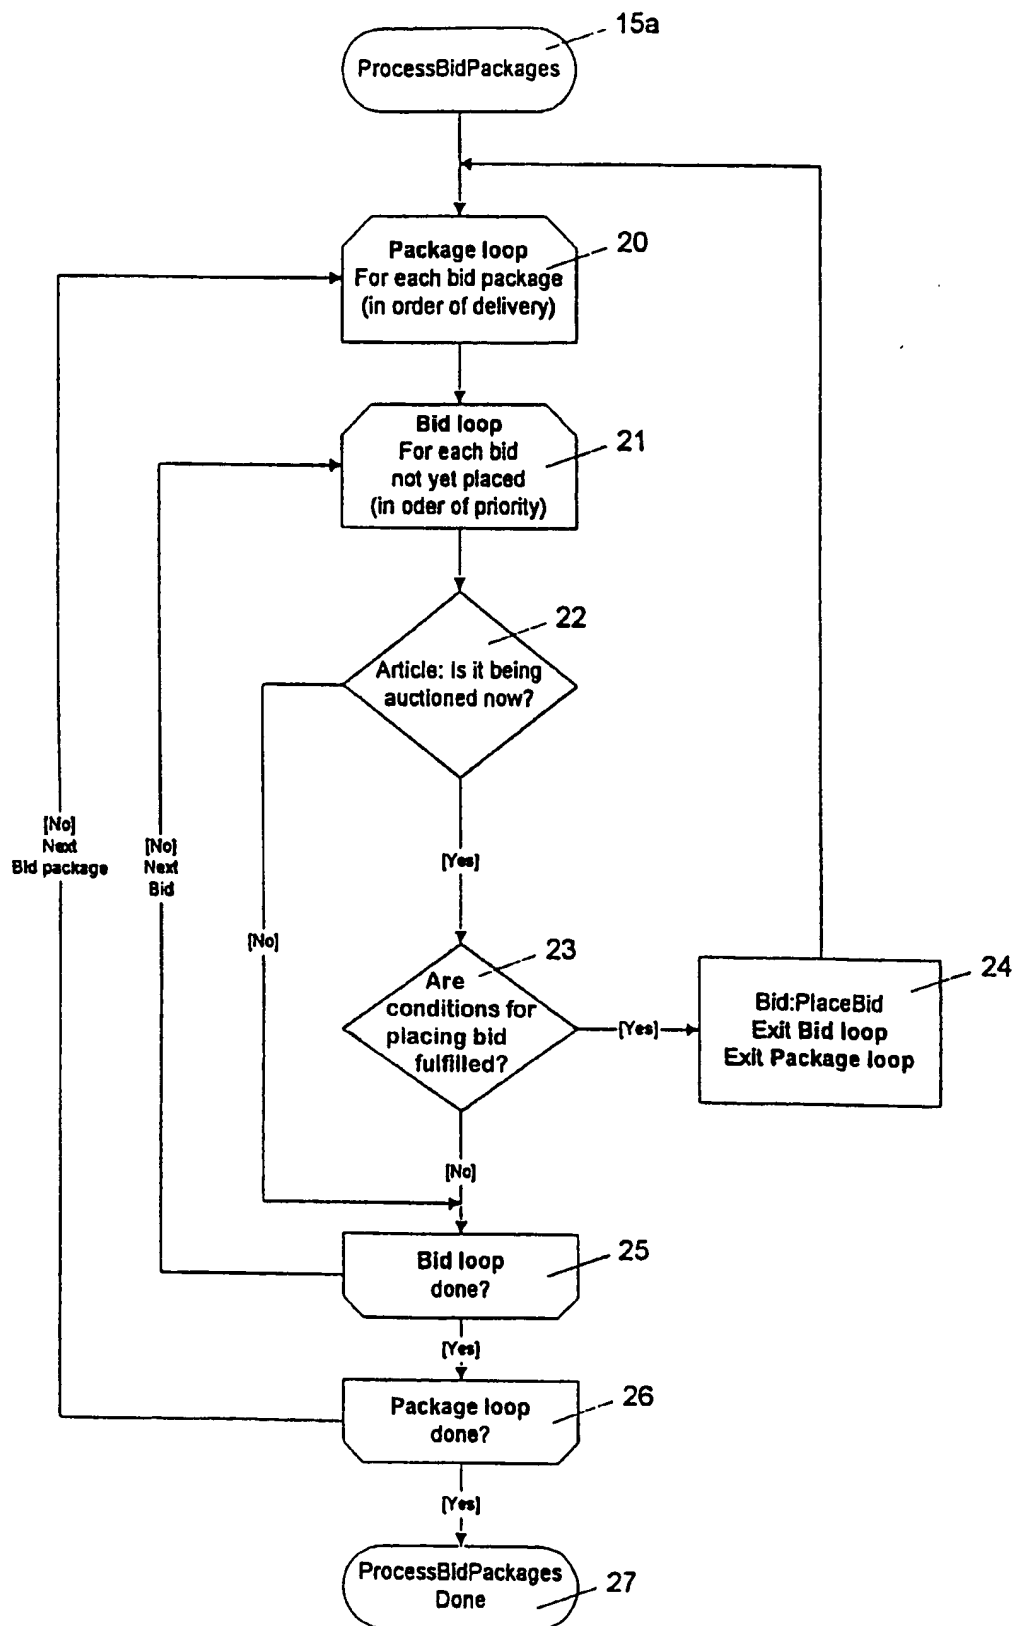 15a
ProcessBidPackages
20
Package loop
For each bid package
(in order of delivery)
21
Bid loop
For each bid
not yet placed
(in oder of priority)
22
Article: Is it being
auctioned now?
[No]
Next
Bid package
[No]
Next
Bid
[Yes]
[No]
23
Are
conditions for
placing bid
fulfilled?
[Yes]
24
Bid:PlaceBid
Exit Bid loop
Exit Package loop
[No]
25
Bid loop
done?
[Yes]
26
Package loop
done?
[Yes]
ProcessBidPackages
Done
27